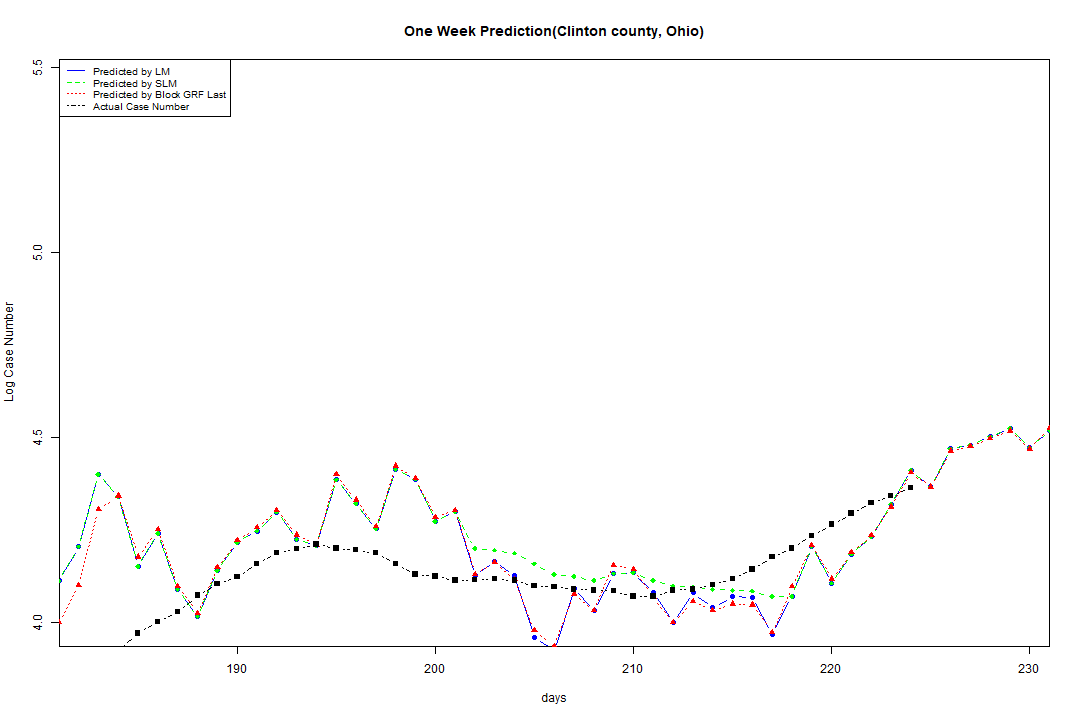 One Week Prediction(Clinton county, Ohio)
Predicted by LM
Predicted by SLM
Predicted by Block GRF Last
Actual Case Number
5.5
5.0
4.5
4.0
Log Case Number
190
200
210
220
230
days